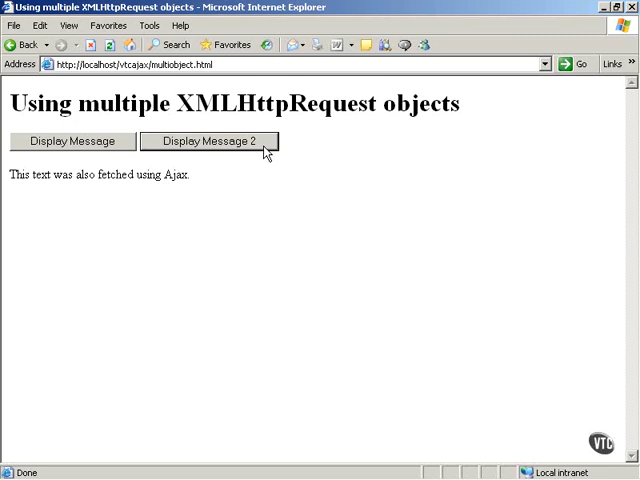 Using multiple XMLHttpRequest objects - Microsoft Internet Explorer
File Edit View Favorites Tools Help
Back Search Favorites
Address http://localhost/vtcajax/multiobject.html Go Links »
Using multiple XMLHttpRequest objects
Display Message Display Message 2
This text was also fetched using Ajax.
VTC
Done Local intranet